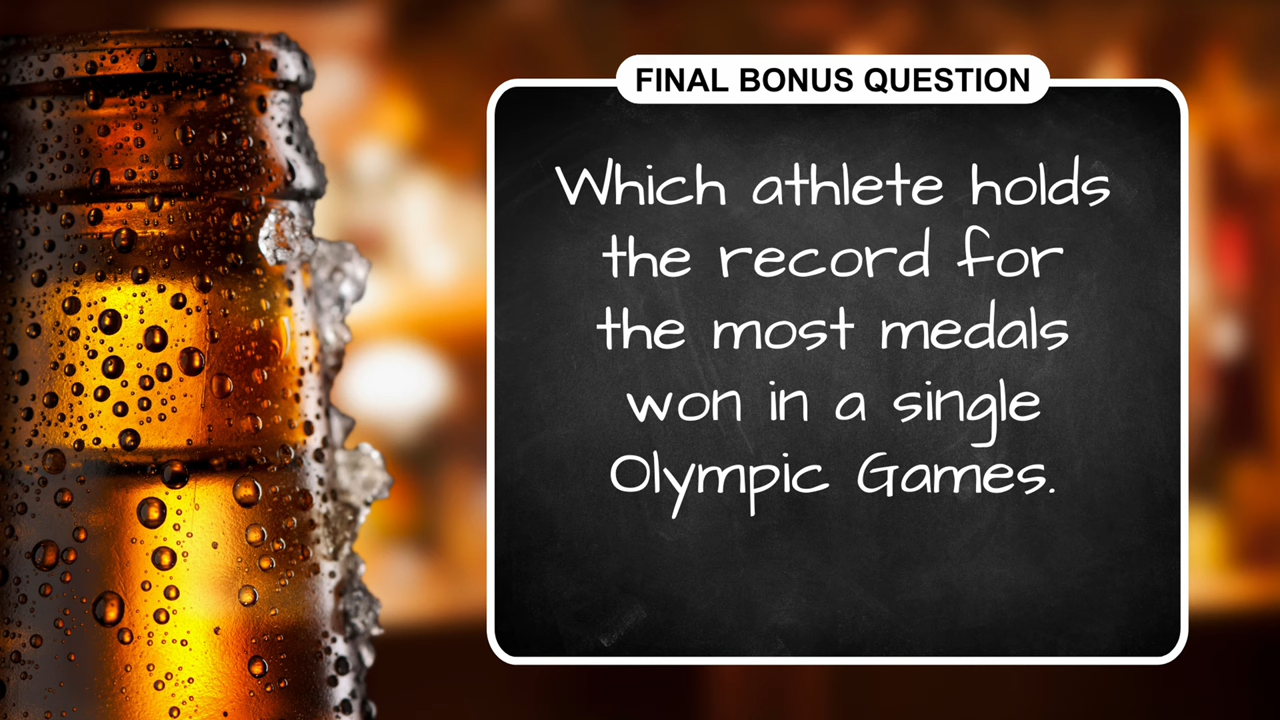 FINAL BONUS QUESTION
Which athlete holds
the record for
the most medals
won in a single
Olympic Games.